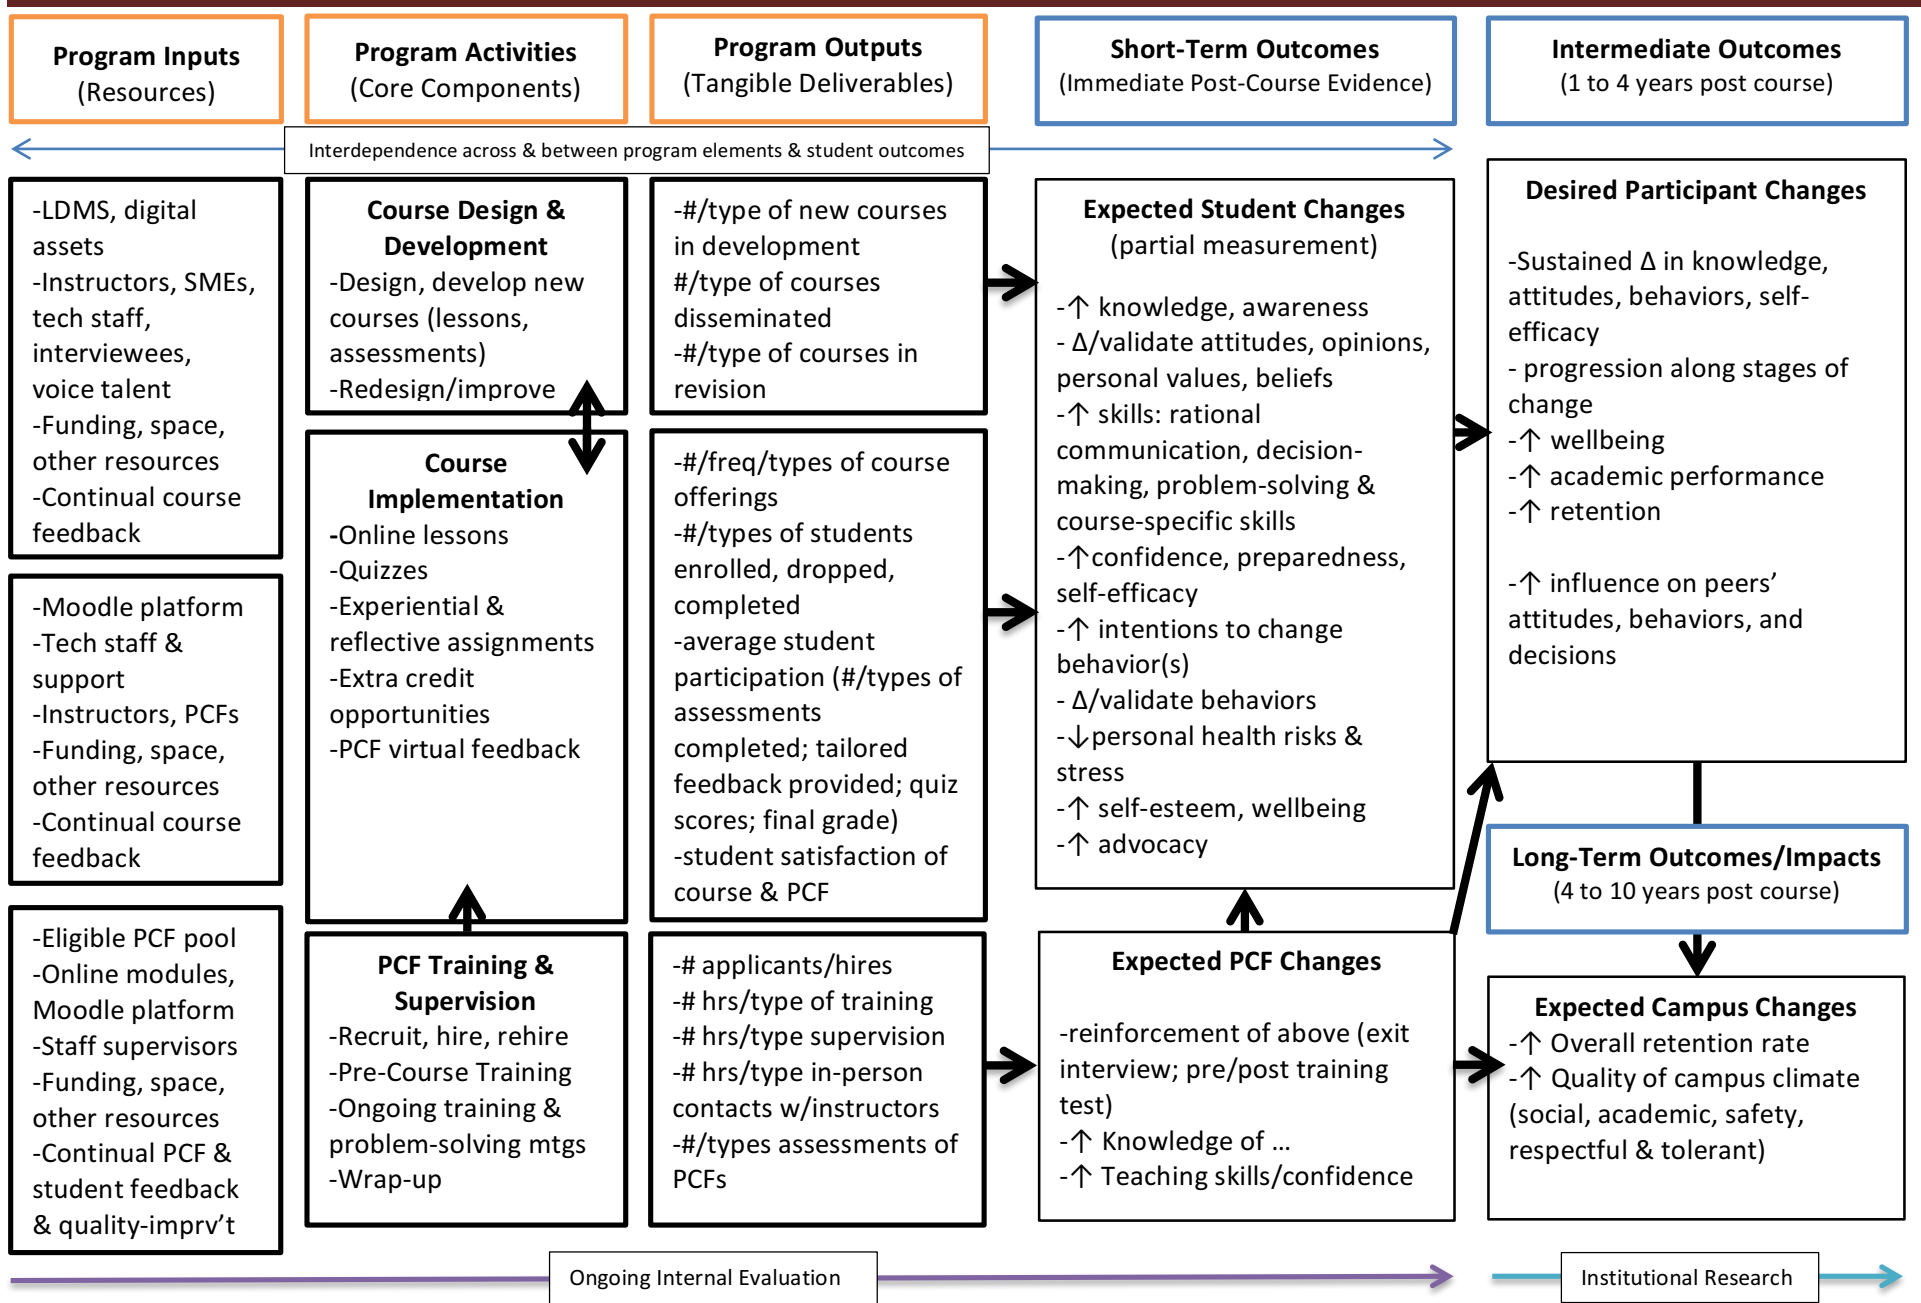 Program Inputs
(Resources)
Program Activities
(Core Components)
Program Outputs
(Tangible Deliverables)
Short-Term Outcomes
(Immediate Post-Course Evidence)
Intermediate Outcomes
(1 to 4 years post course)
Interdependence across & between program elements & student outcomes
-LDMS, digital
assets
-Instructors, SMEs,
tech staff,
interviewees,
voice talent
-Funding, space,
other resources
-Continual course
feedback
-Moodle platform
-Tech staff &
support
-Instructors, PCFs
-Funding, space,
other resources
-Continual course
feedback
-Eligible PCF pool
-Online modules,
Moodle platform
-Staff supervisors
-Funding, space,
other resources
-Continual PCF &
student feedback
& quality-imprv't
Course Design &
Development
-Design, develop new
courses (lessons,
assessments)
-Redesign/improve
Course
Implementation
-Online lessons
-Quizzes
-Experiential &
reflective assignments
-Extra credit
opportunities
-PCF virtual feedback
PCF Training &
Supervision
-Recruit, hire, rehire
-Pre-Course Training
-Ongoing training &
problem-solving mtgs
-Wrap-up
-#/type of new courses
in development
#/type of courses
disseminated
-#/type of courses in
revision
-#/freq/types of course
offerings
-#/types of students
enrolled, dropped,
completed
-average student
participation (#/types of
assessments
completed; tailored
feedback provided; quiz
scores; final grade)
-student satisfaction of
course & PCF
-# applicants/hires
-# hrs/type of training
-# hrs/type supervision
-# hrs/type in-person
contacts w/instructors
-#/types assessments of
PCFs
Expected Student Changes
(partial measurement)
-↑ knowledge, awareness
- Δ/validate attitudes, opinions,
personal values, beliefs
-↑ skills: rational
communication, decision-
making, problem-solving &
course-specific skills
-↑confidence, preparedness,
self-efficacy
-↑ intentions to change
behavior(s)
- Δ/validate behaviors
-↓personal health risks &
stress
-↑ self-esteem, wellbeing
-↑ advocacy
Expected PCF Changes
-reinforcement of above (exit
interview; pre/post training
test)
-↑ Knowledge of …
-↑ Teaching skills/confidence
Desired Participant Changes
-Sustained Δ in knowledge,
attitudes, behaviors, self-
efficacy
- progression along stages of
change
-↑ wellbeing
-↑ academic performance
-↑ retention
-↑ influence on peers'
attitudes, behaviors, and
decisions
Long-Term Outcomes/Impacts
(4 to 10 years post course)
Expected Campus Changes
-↑ Overall retention rate
-↑ Quality of campus climate
(social, academic, safety,
respectful & tolerant)
Ongoing Internal Evaluation
Institutional Research